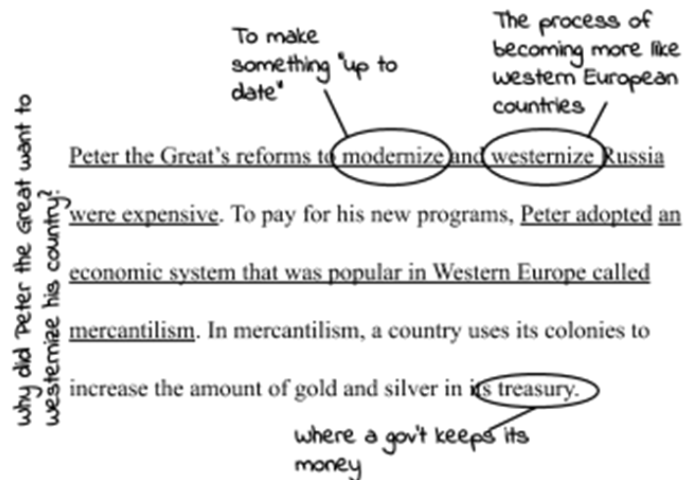 To make
something "up to
date"
The process of
becoming more like
western European
countries
Why did Peter the Great want to
westernize his country?
Peter the Great's reforms to modernize and westernize Russia
were expensive. To pay for his new programs, Peter adopted an
economic system that was popular in Western Europe called
mercantilism. In mercantilism, a country uses its colonies to
increase the amount of gold and silver in its treasury.
where a gov't keeps its
money